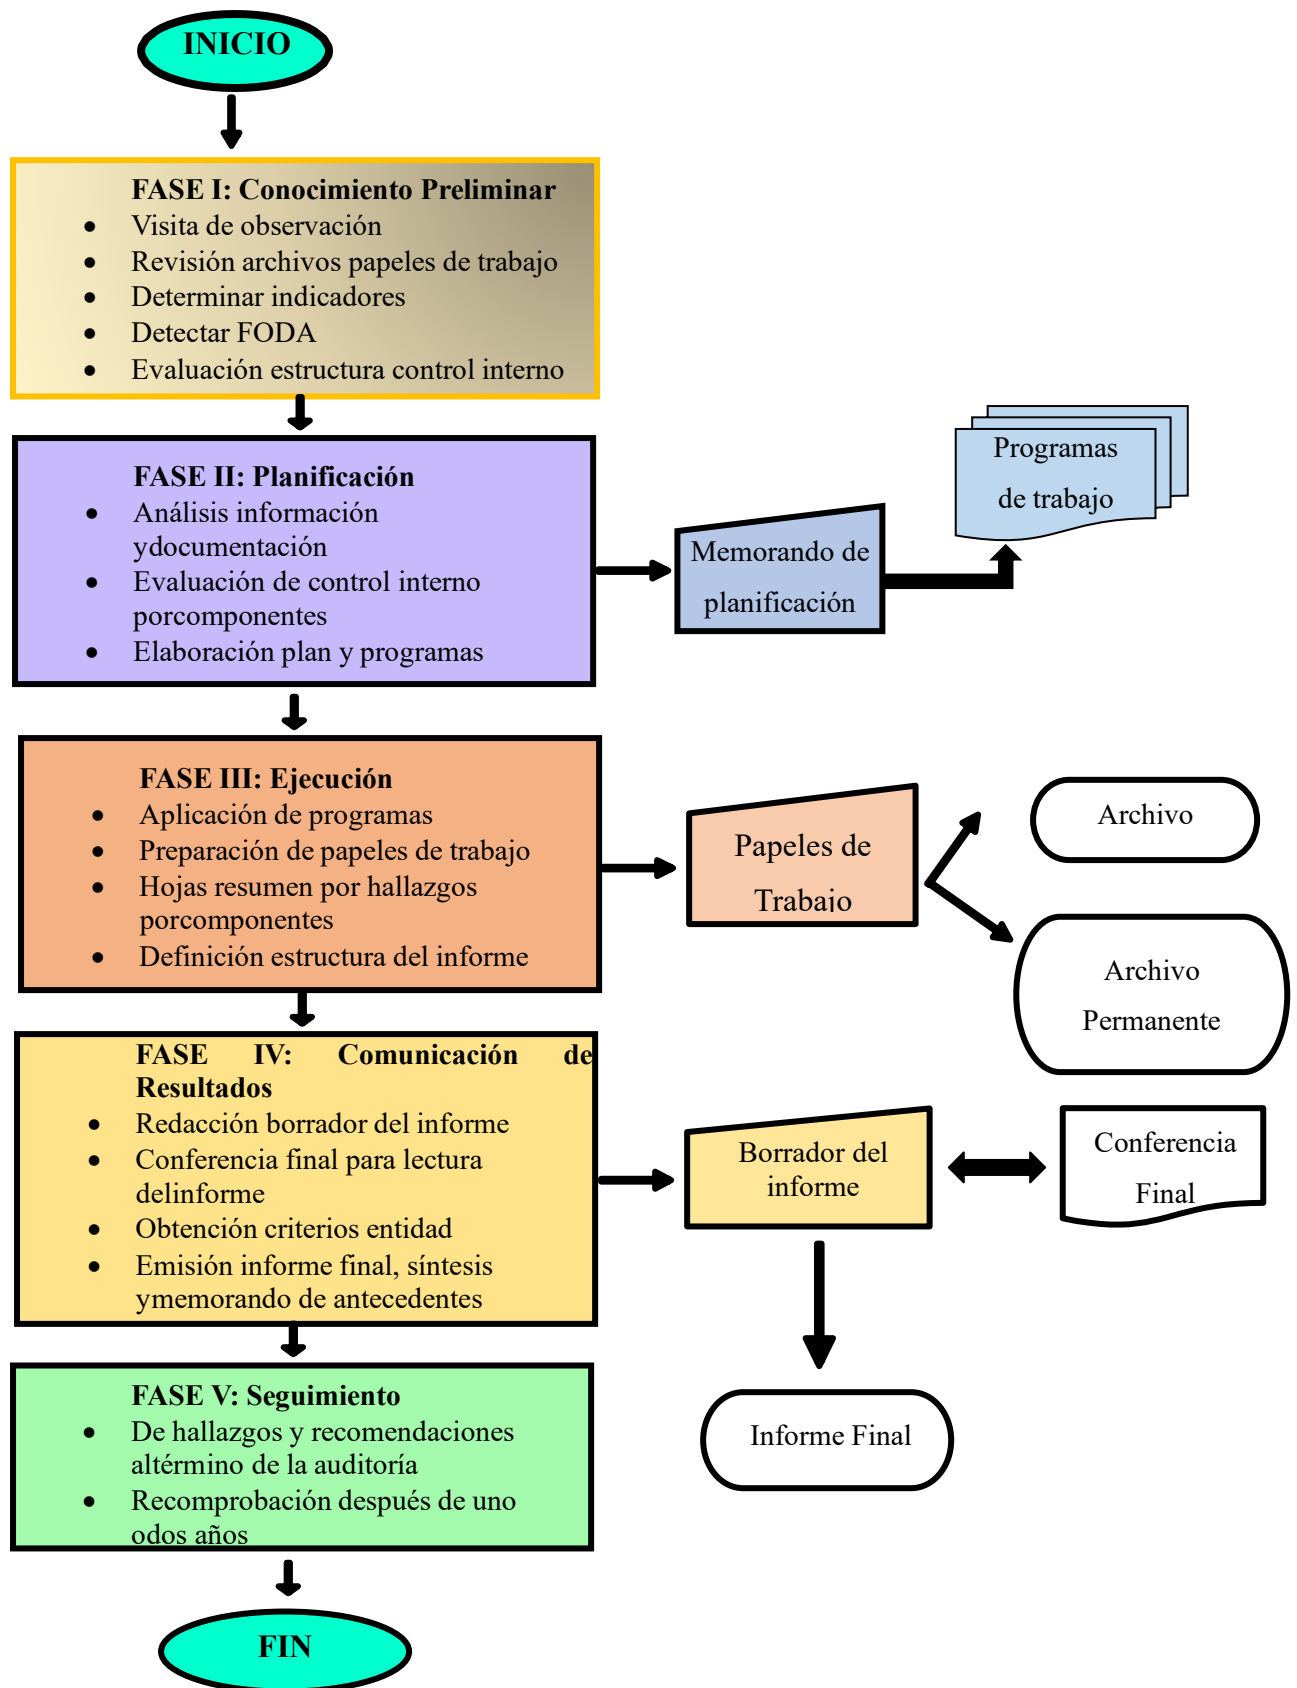 INICIO
FASE I: Conocimiento Preliminar
• Visita de observación
• Revisión archivos papeles de trabajo
• Determinar indicadores
• Detectar FODA
• Evaluación estructura control interno
FASE II: Planificación
• Análisis información
ydocumentación
• Evaluación de control interno
porcomponentes
• Elaboración plan y programas
Memorando de
planificación
Programas
de trabajo
FASE III: Ejecución
• Aplicación de programas
• Preparación de papeles de trabajo
• Hojas resumen por hallazgos
porcomponentes
• Definición estructura del informe
Papeles de
Trabajo
Archivo
Archivo
Permanente
FASE IV: Comunicación de
Resultados
• Redacción borrador del informe
• Conferencia final para lectura
delinforme
• Obtención criterios entidad
• Emisión informe final, síntesis
ymemorando de antecedentes
Borrador del
informe
Conferencia
Final
Informe Final
FASE V: Seguimiento
• De hallazgos y recomendaciones
altérmino de la auditoría
• Recomprobación después de uno
odos años
FIN